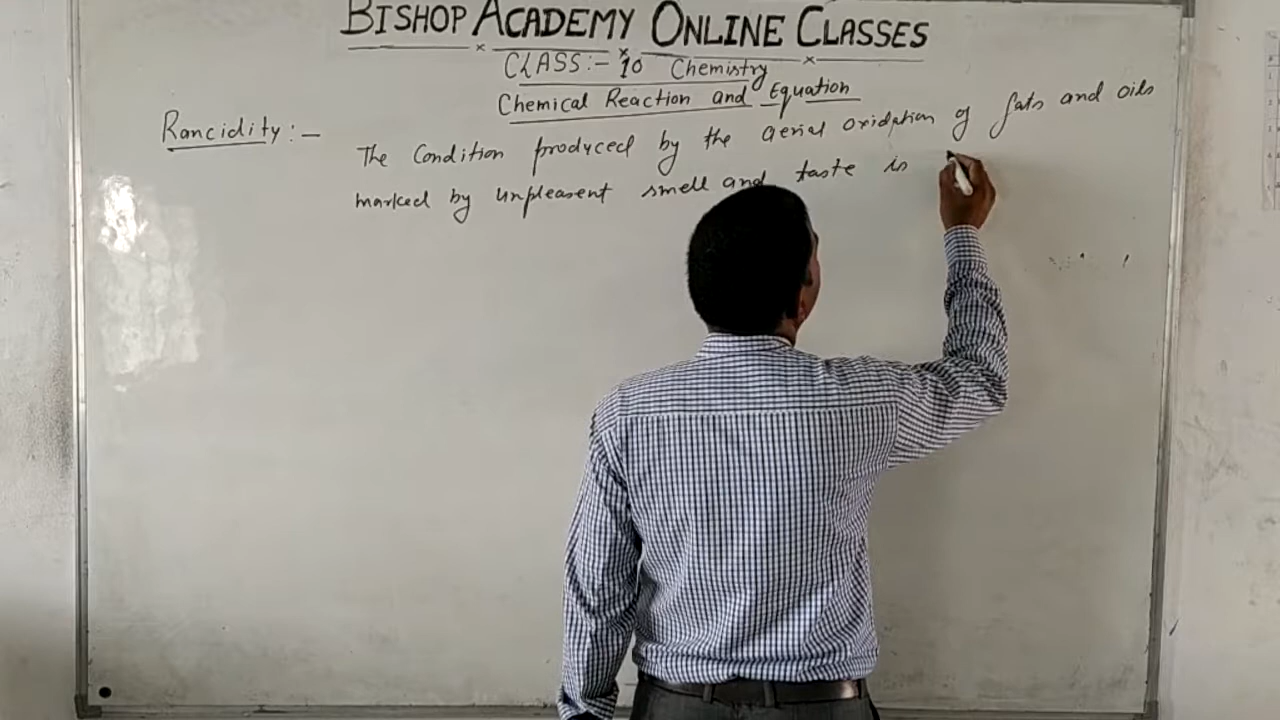 BISHOP ACADEMY ONLINE CLASSES
CLASS:- 10 Chemistry
Chemical Reaction and Equation
Rancidity:-
The Condition produced by the aerial oxidation of fats and oils
marked by unpleasent smell and taste is